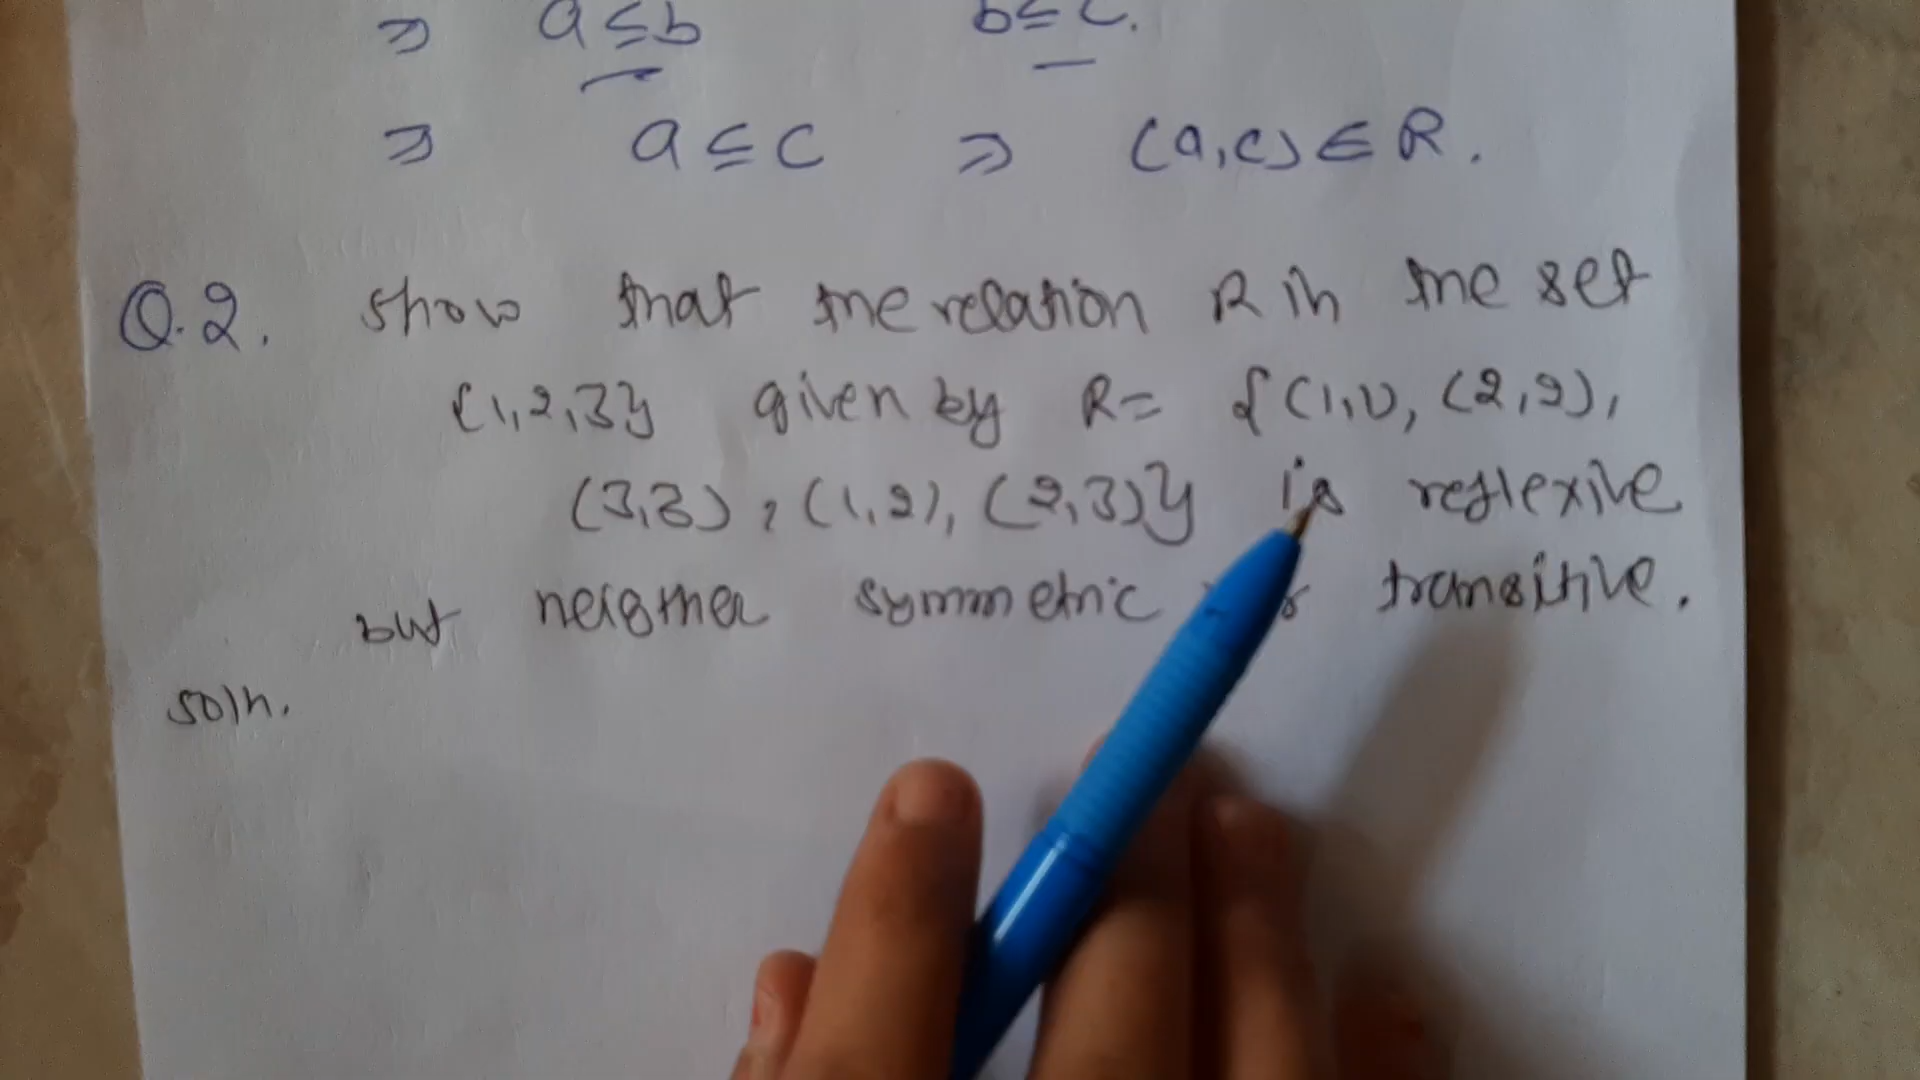 ⇒ a ⊆ b b ⊆ c.
⇒ a ⊆ c ⇒ (a,c) ∈ R.
Q.2. Show that the relation R in the set
{1,2,3} given by R = {(1,1), (2,2),
(3,3), (1,2), (2,3)} is reflexive
but neither symmetric transitive.
soln.